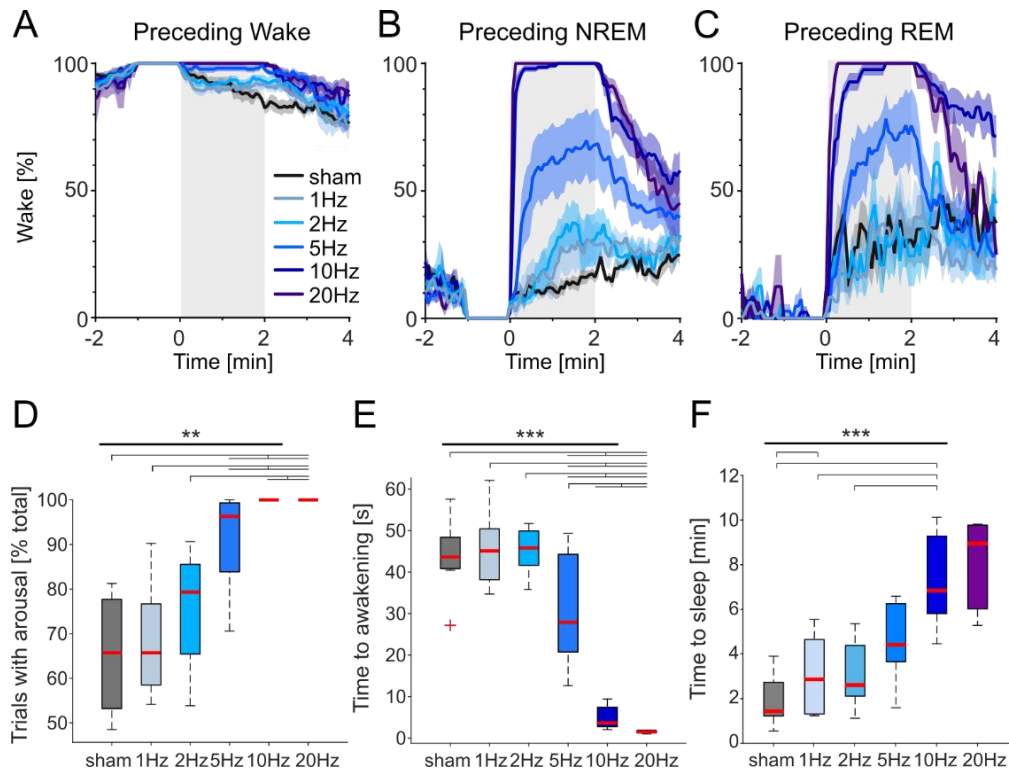 A Preceding Wake
B Preceding NREM
C Preceding REM
Wake [%]
100
50
0
sham
1Hz
2Hz
5Hz
10Hz
20Hz
-2 0 2 4
Time [min]
100
50
0
-2 0 2 4
Time [min]
100
50
0
-2 0 2 4
Time [min]
D
**
Trials with arousal [% total]
100
90
80
70
60
50
sham 1Hz 2Hz 5Hz 10Hz 20Hz
E
***
Time to awakening [s]
60
50
40
30
20
10
0
sham 1Hz 2Hz 5Hz 10Hz 20Hz
F
***
Time to sleep [min]
12
10
8
6
4
2
0
sham 1Hz 2Hz 5Hz 10Hz 20Hz